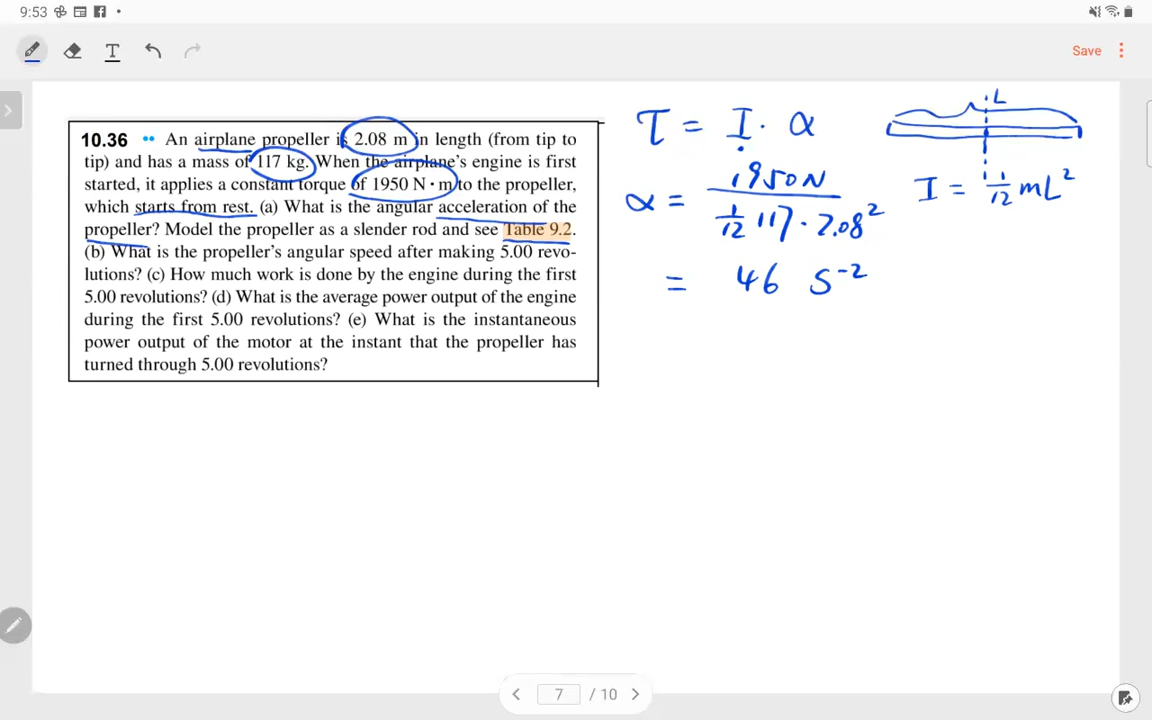 9:53
T
Save
10.36 •• An airplane propeller is 2.08 m in length (from tip to
tip) and has a mass of 117 kg. When the airplane's engine is first
started, it applies a constant torque of 1950 N · m to the propeller,
which starts from rest. (a) What is the angular acceleration of the
propeller? Model the propeller as a slender rod and see Table 9.2.
(b) What is the propeller's angular speed after making 5.00 revo-
lutions? (c) How much work is done by the engine during the first
5.00 revolutions? (d) What is the average power output of the engine
during the first 5.00 revolutions? (e) What is the instantaneous
power output of the motor at the instant that the propeller has
turned through 5.00 revolutions?
τ = I · α
α = 1950N / 1/12 117 · 2.08²
= 46 s⁻²
L
I = 1/12 mL²
7 / 10